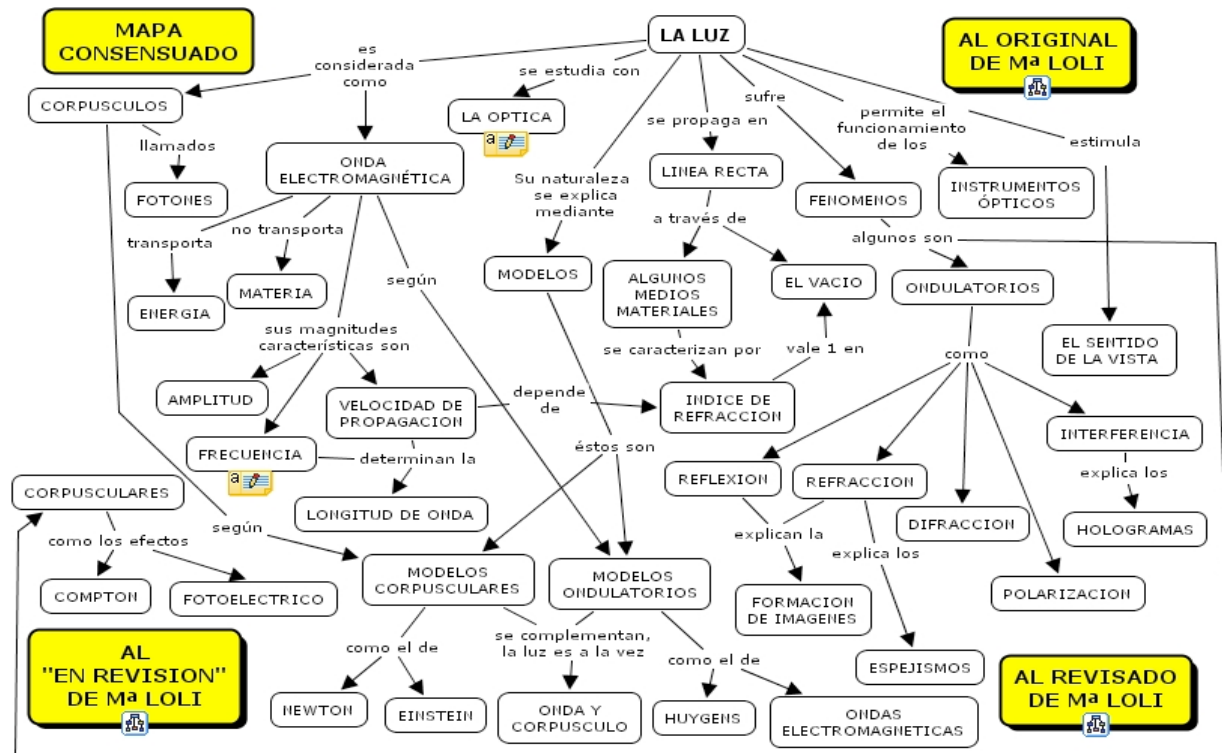 MAPA
CONSENSUADO
LA LUZ
AL ORIGINAL
DE Mª LOLI
es
considerada
como
se estudia con
sufre
permite el
funcionamiento
de los
se propaga en
estimula
CORPUSCULOS
LA OPTICA
a
llamados
ONDA
ELECTROMAGNÉTICA
Su naturaleza
se explica
mediante
LINEA RECTA
FENOMENOS
INSTRUMENTOS
ÓPTICOS
FOTONES
transporta
no transporta
a través de
algunos son
según
MODELOS
ALGUNOS
MEDIOS
MATERIALES
EL VACIO
ONDULATORIOS
ENERGIA
MATERIA
sus magnitudes
características son
se caracterizan por
vale 1 en
como
EL SENTIDO
DE LA VISTA
AMPLITUD
VELOCIDAD DE
PROPAGACION
depende
de
INDICE DE
REFRACCION
INTERFERENCIA
FRECUENCIA
a
determinan la
éstos son
REFLEXION
REFRACCION
explica los
CORPUSCULARES
LONGITUD DE ONDA
DIFRACCION
HOLOGRAMAS
como los efectos
según
explican la
explica los
COMPTON
FOTOELECTRICO
MODELOS
CORPUSCULARES
MODELOS
ONDULATORIOS
FORMACION
DE IMAGENES
POLARIZACION
AL
"EN REVISION"
DE Mª LOLI
como el de
se complementan,
la luz es a la vez
como el de
ESPEJISMOS
AL REVISADO
DE Mª LOLI
NEWTON
EINSTEIN
ONDA Y
CORPUSCULO
HUYGENS
ONDAS
ELECTROMAGNETICAS